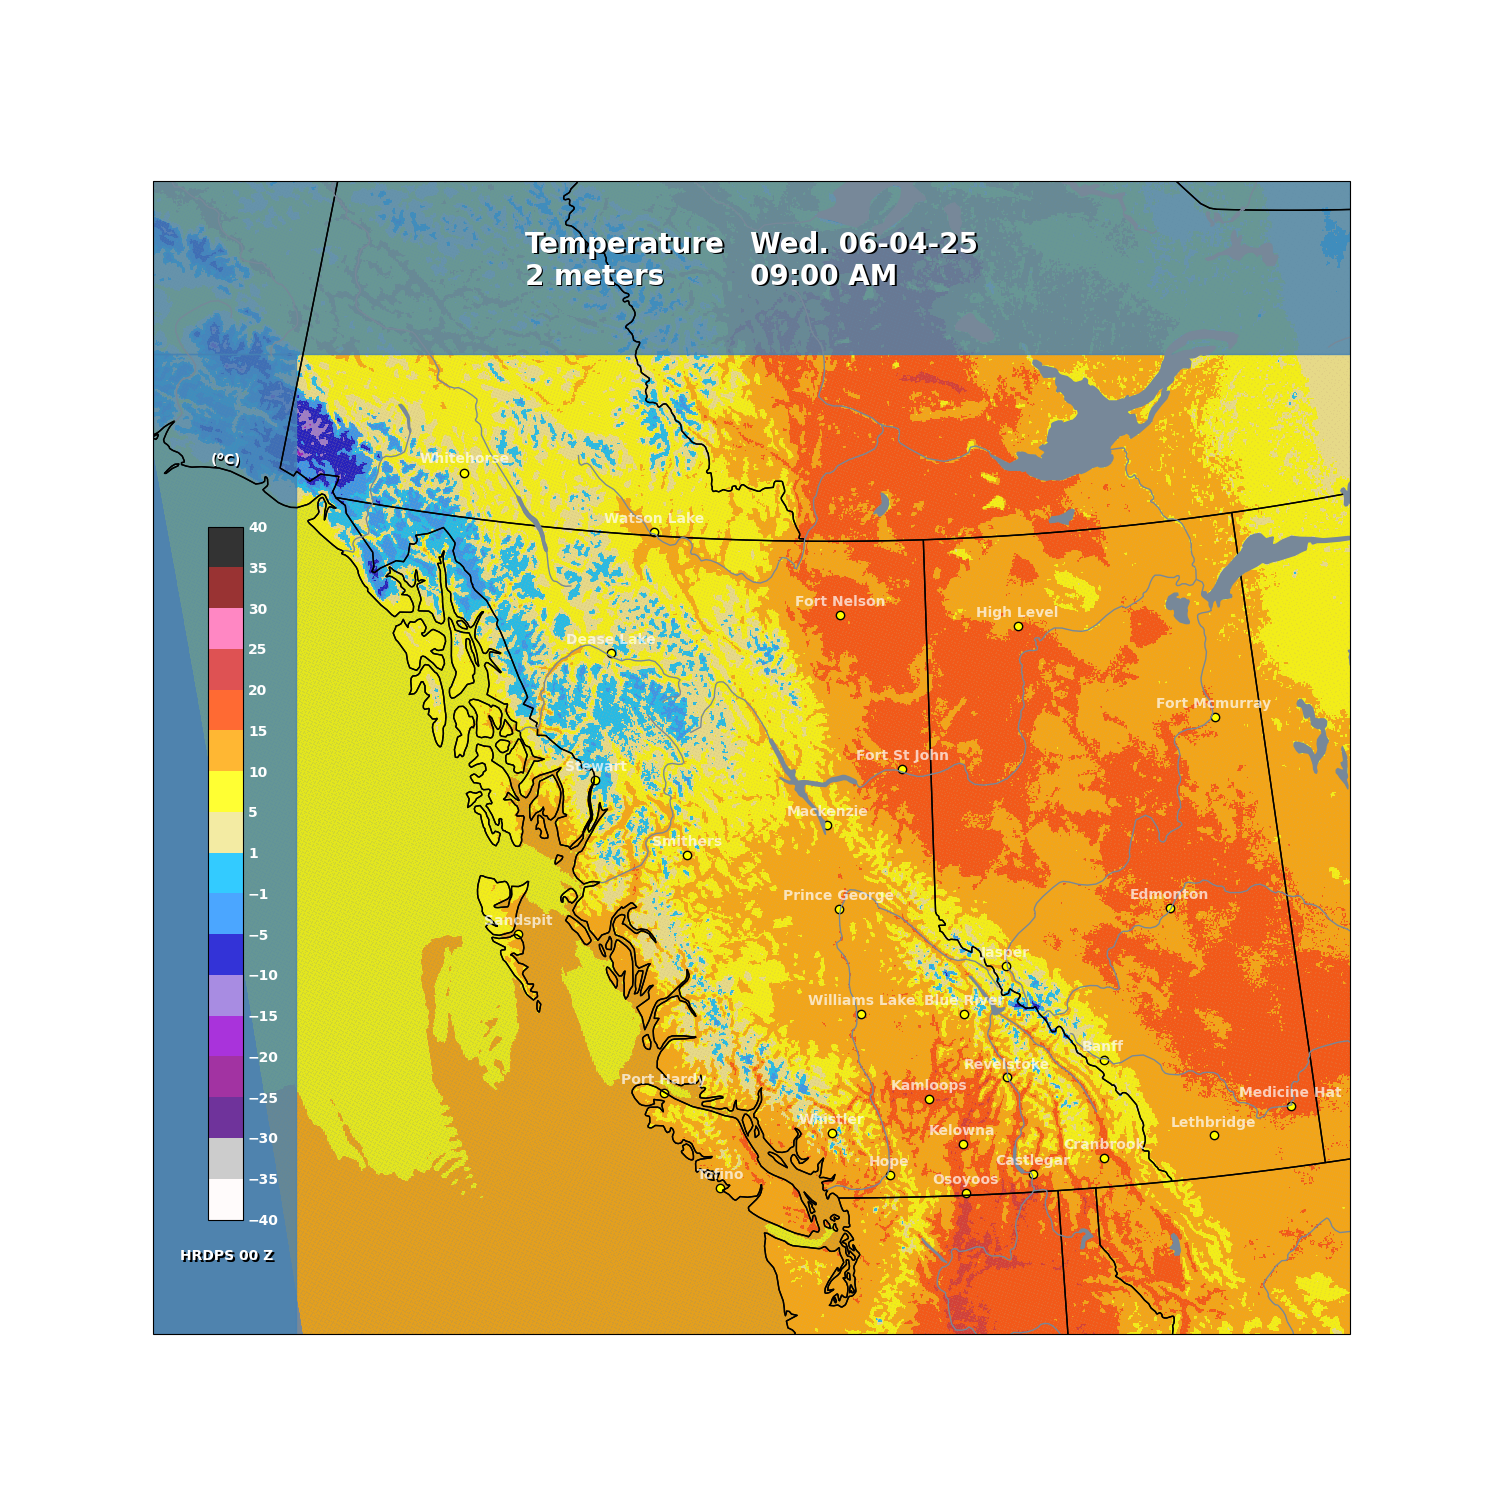 Temperature Wed. 06-04-25
2 meters 09:00 AM
(°C)
Whitehorse
Watson Lake
40
35
30
25
20
15
10
5
1
−1
−5
−10
−15
−20
−25
−30
−35
−40
Fort Nelson
High Level
Dease Lake
Fort Mcmurray
Fort St John
Stewart
Mackenzie
Smithers
Prince George
Edmonton
Sandspit
Jasper
Williams Lake
Blue River
Banff
Revelstoke
Port Hardy
Kamloops
Medicine Hat
Whistler
Lethbridge
Kelowna
Cranbrook
Hope
Castlegar
Tofino
Osoyoos
HRDPS 00 Z